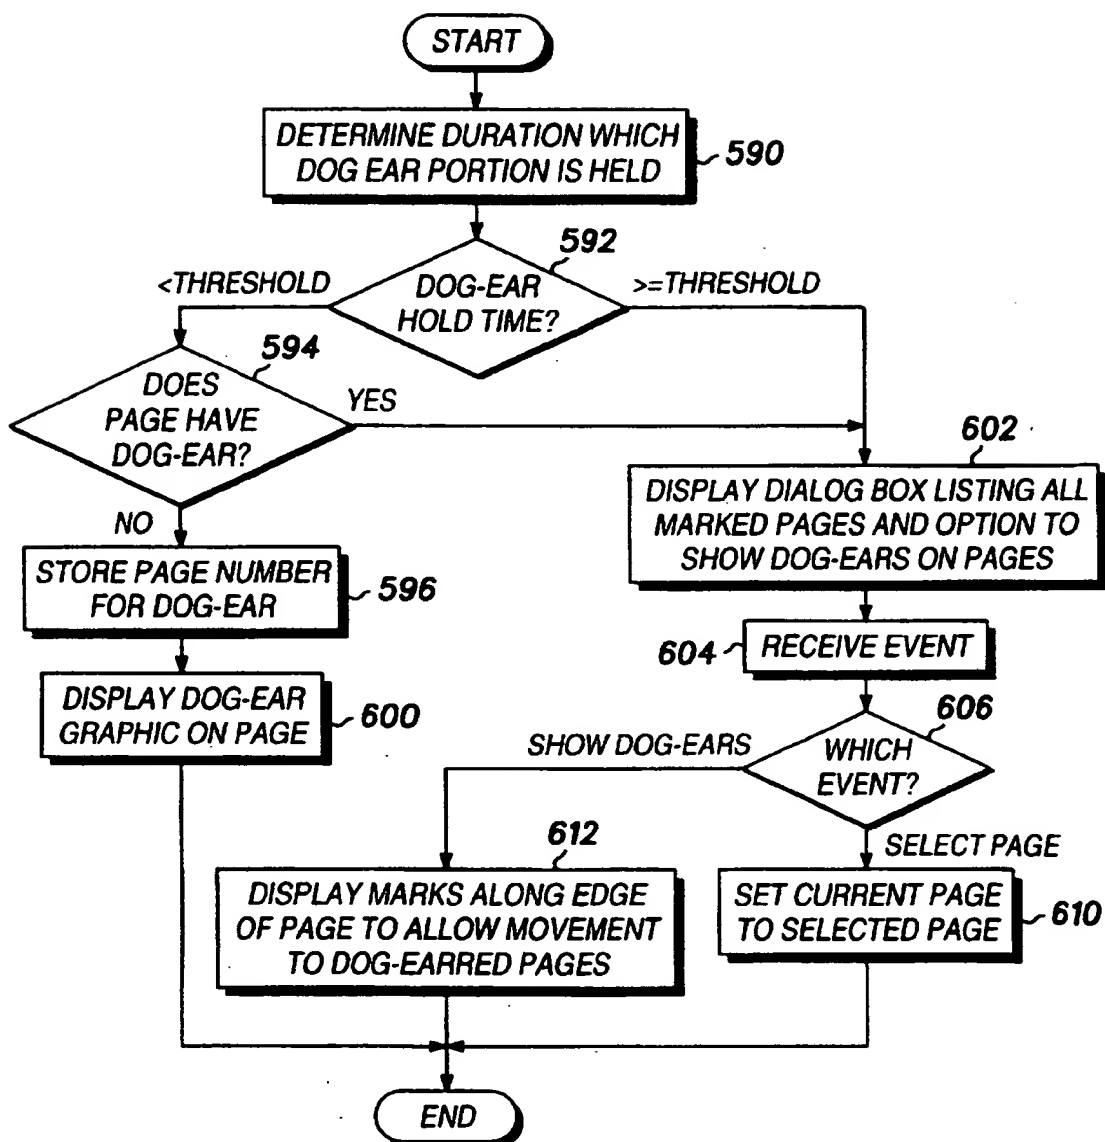 START
DETERMINE DURATION WHICH
DOG EAR PORTION IS HELD
590
592
<THRESHOLD
DOG-EAR
HOLD TIME?
>=THRESHOLD
594
DOES
PAGE HAVE
DOG-EAR?
YES
NO
602
DISPLAY DIALOG BOX LISTING ALL
MARKED PAGES AND OPTION TO
SHOW DOG-EARS ON PAGES
STORE PAGE NUMBER
FOR DOG-EAR
596
604
RECEIVE EVENT
DISPLAY DOG-EAR
GRAPHIC ON PAGE
600
606
SHOW DOG-EARS
WHICH
EVENT?
SELECT PAGE
612
DISPLAY MARKS ALONG EDGE
OF PAGE TO ALLOW MOVEMENT
TO DOG-EARRED PAGES
SET CURRENT PAGE
TO SELECTED PAGE
610
END